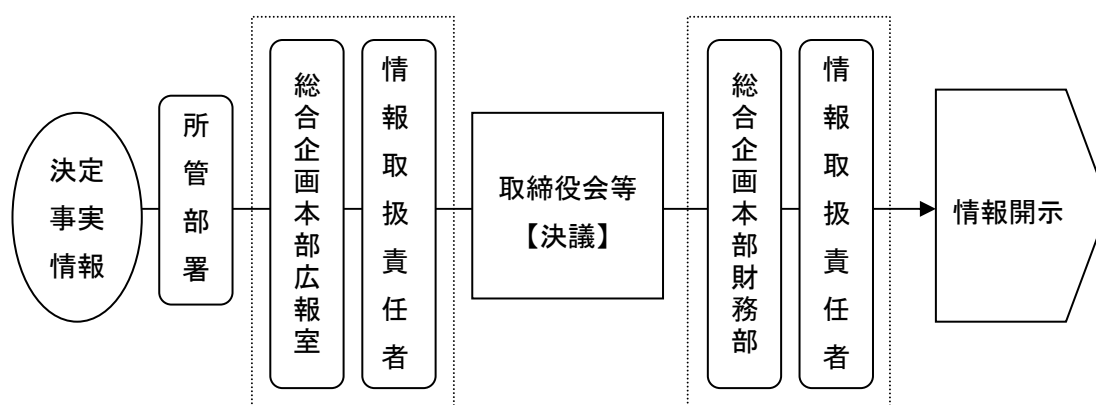 決定
事実
情報
所管部署
総合企画本部広報室
情報取扱責任者
取締役会等
【決議】
総合企画本部財務部
情報取扱責任者
情報開示